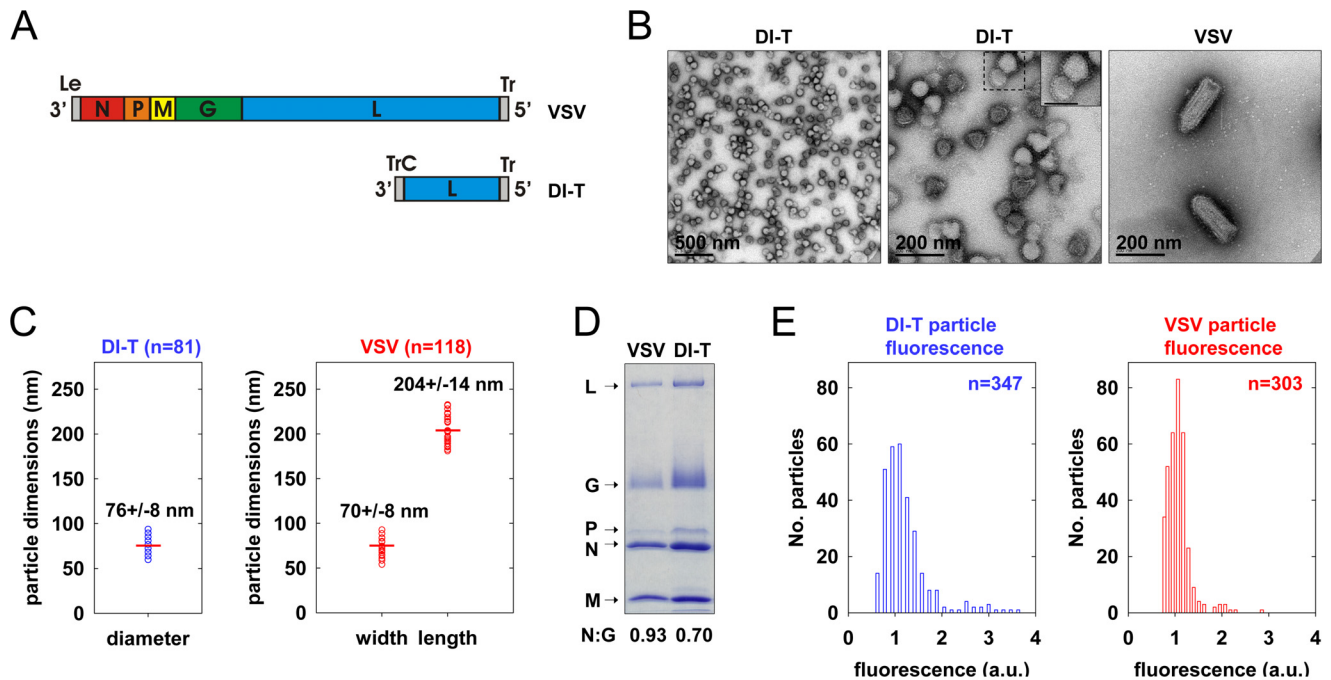 A
Le
Tr
3’ N P M G L 5’ VSV
TrC
Tr
3’ L 5’ DI-T
B
DI-T
DI-T
VSV
500 nm
200 nm
200 nm
C
DI-T (n=81)
particle dimensions (nm)
250
200
150
100
50
0
76+/-8 nm
diameter
VSV (n=118)
particle dimensions (nm)
250
200
150
100
50
0
204+/-14 nm
70+/-8 nm
width length
D
VSV DI-T
L
G
P
N
M
N:G 0.93 0.70
E
DI-T particle
fluorescence
n=347
No. particles
80
60
40
20
0
0 1 2 3 4
fluorescence (a.u.)
VSV particle
fluorescence
n=303
No. particles
80
60
40
20
0
0 1 2 3 4
fluorescence (a.u.)